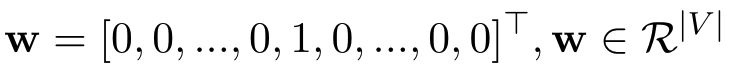 w = [0, 0, ..., 0, 1, 0, ..., 0, 0]^⊤, w ∈ ℛ^|V|